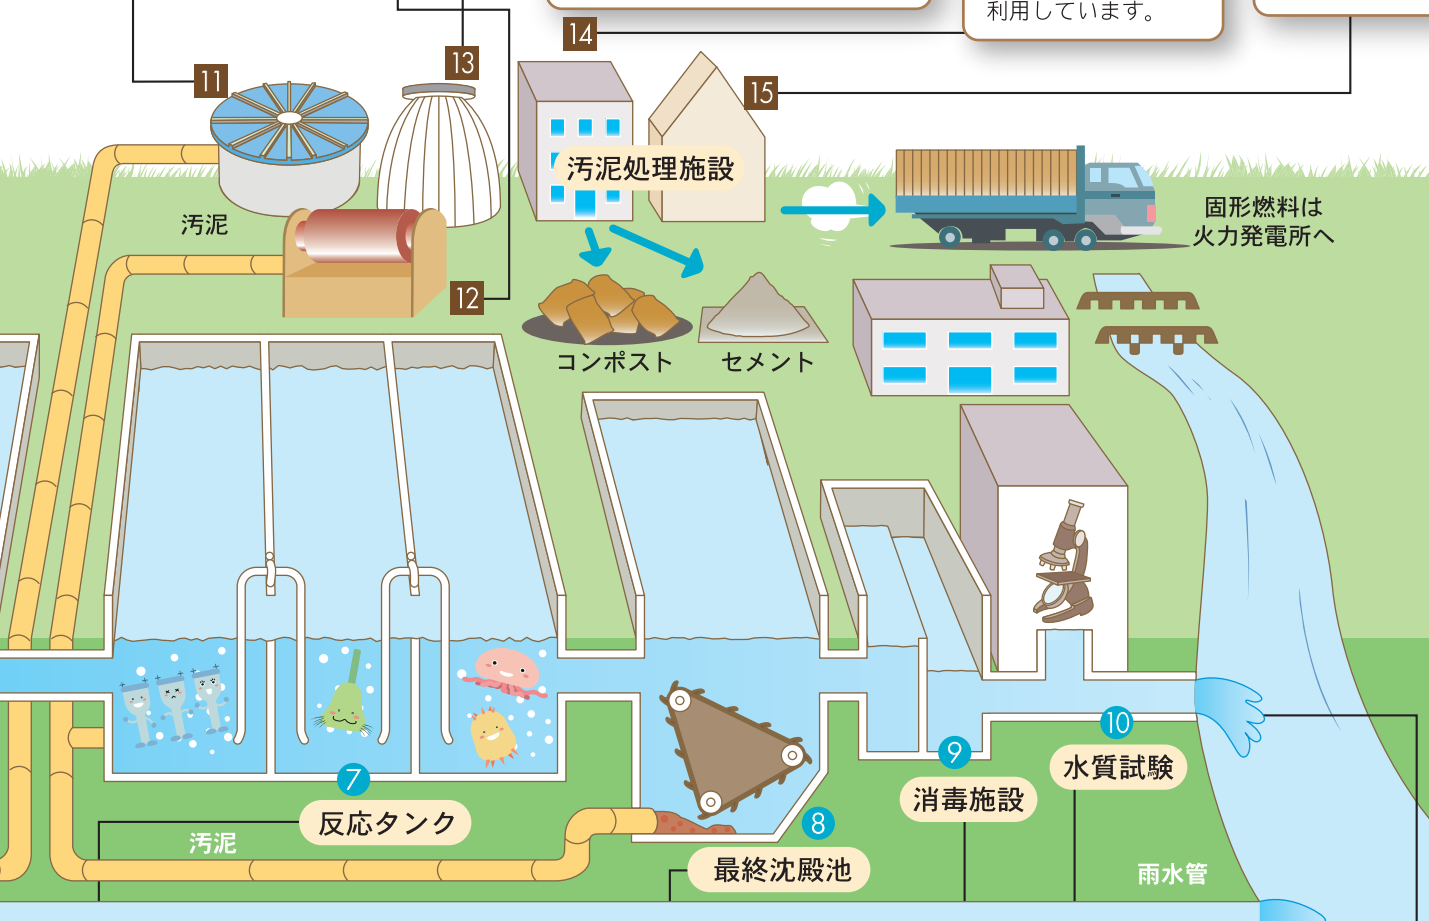 利用しています。
14
13
11
15
汚泥処理施設
汚泥
固形燃料は
火力発電所へ
12
コンポスト
セメント
7
反応タンク
汚泥
8
最終沈殿池
9
消毒施設
10
水質試験
雨水管